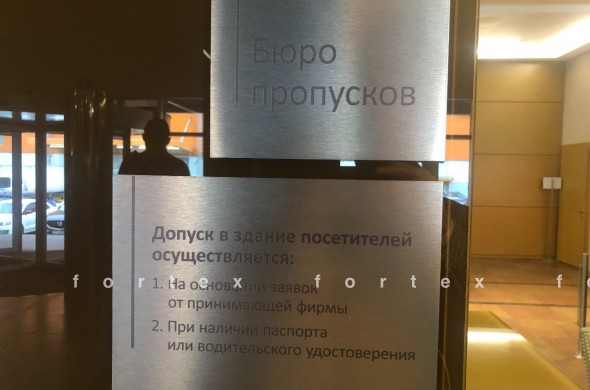 Бюро
пропусков
Допуск в здание посетителей
осуществляется:
1. На основании заявок
от принимающей фирмы
2. При наличии паспорта
или водительского удостоверения
fortex fortex fo